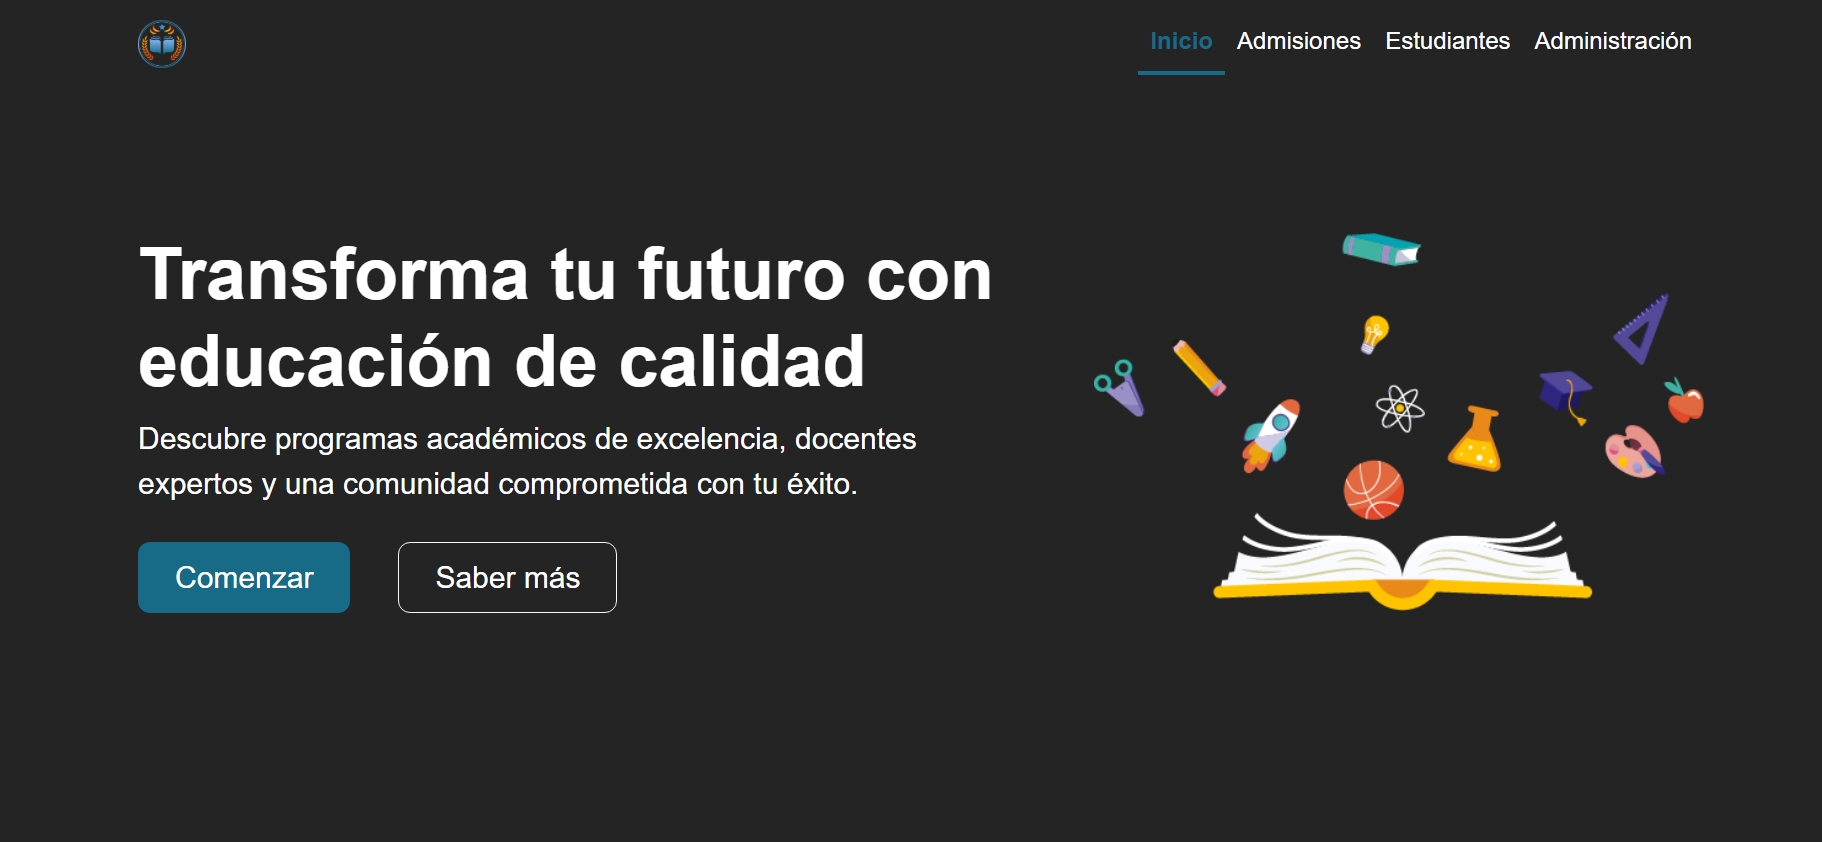 Inicio Admisiones Estudiantes Administración
Transforma tu futuro con
educación de calidad
Descubre programas académicos de excelencia, docentes
expertos y una comunidad comprometida con tu éxito.
Comenzar Saber más